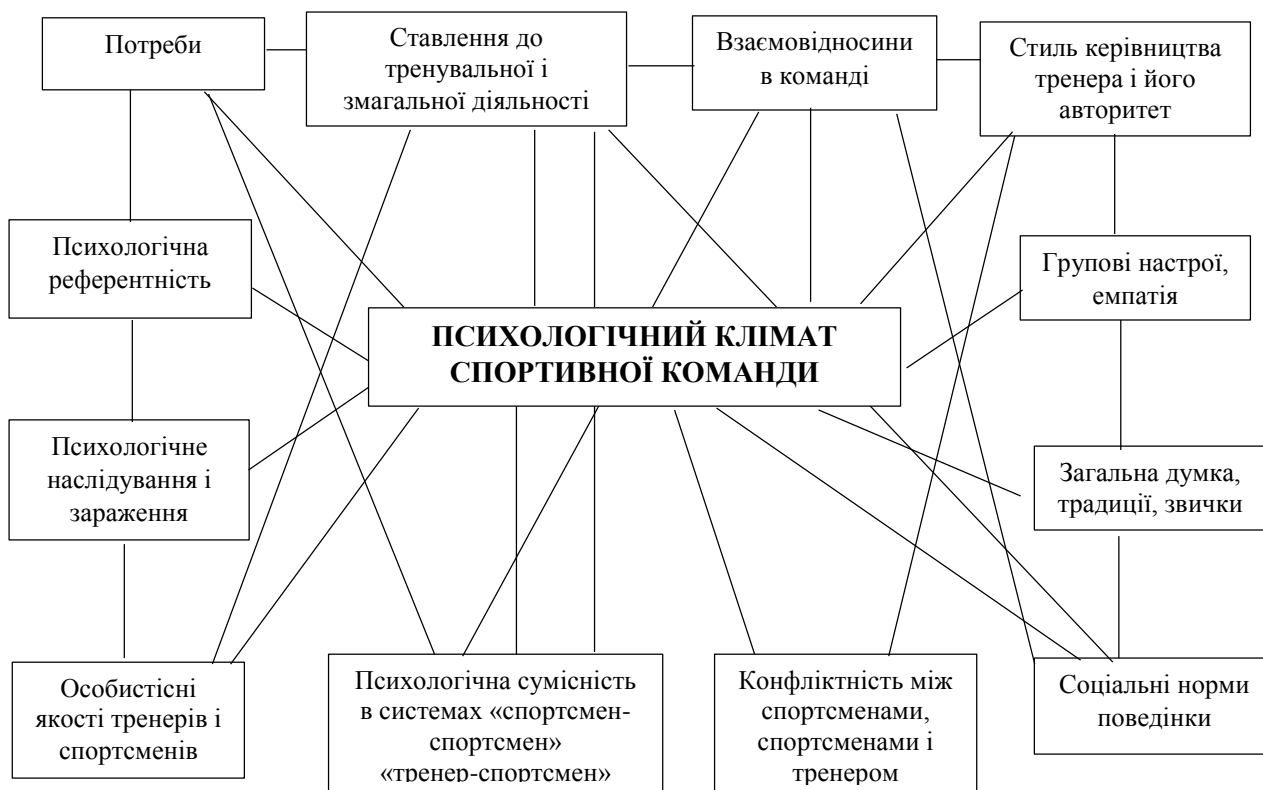 Потреби
Ставлення до
тренувальної і
змагальної діяльності
Взаємовідносини
в команді
Стиль керівництва
тренера і його
авторитет
Психологічна
референтність
Групові настрої,
емпатія
ПСИХОЛОГІЧНИЙ КЛІМАТ
СПОРТИВНОЇ КОМАНДИ
Психологічне
наслідування і
зараження
Загальна думка,
традиції, звички
Особистісні
якості тренерів і
спортсменів
Психологічна сумісність
в системах «спортсмен-
спортсмен»
«тренер-спортсмен»
Конфліктність між
спортсменами,
спортсменами і
тренером
Соціальні норми
поведінки